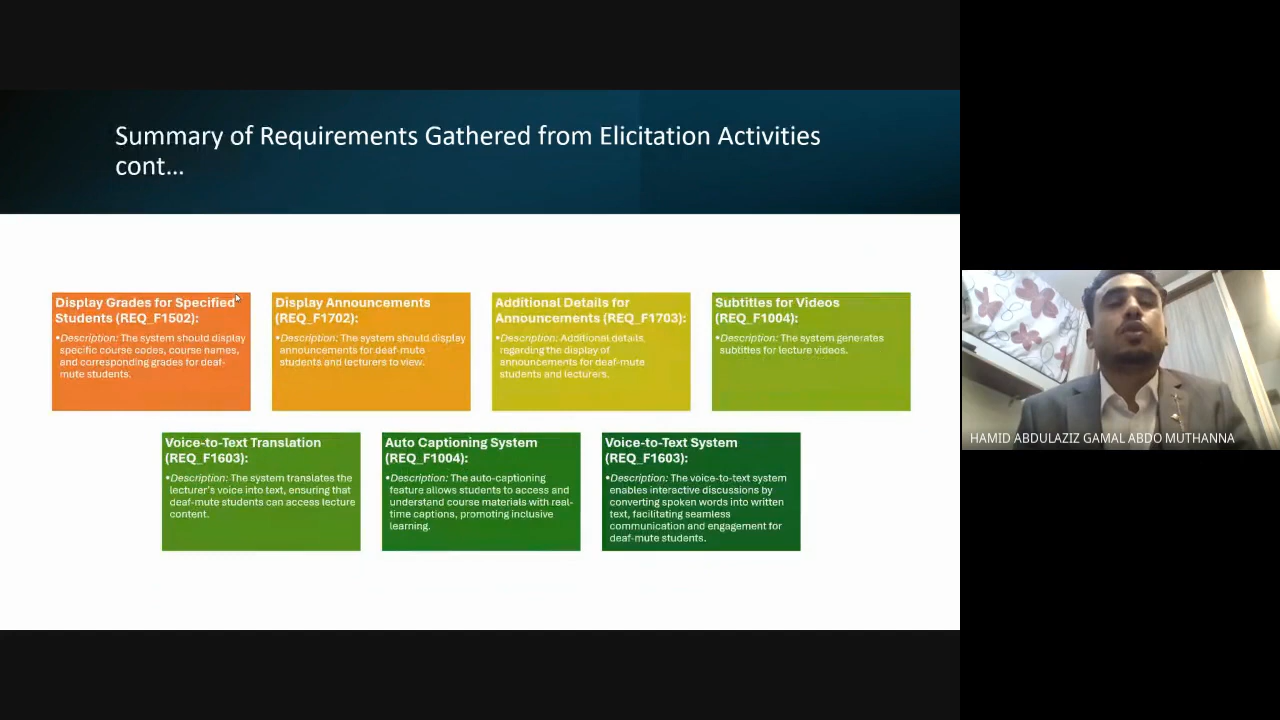 Summary of Requirements Gathered from Elicitation Activities
cont...
Display Grades for Specified
Students (REQ_F1502):
•Description: The system should display
specific course codes, course names,
and corresponding grades for deaf-
mute students.
Display Announcements
(REQ_F1702):
•Description: The system should display
announcements for deaf-mute
students and lecturers to view.
Additional Details for
Announcements (REQ_F1703):
•Description: Additional details
regarding the display of
announcements for deaf-mute
students and lecturers.
Subtitles for Videos
(REQ_F1004):
•Description: The system generates
subtitles for lecture videos.
Voice-to-Text Translation
(REQ_F1603):
•Description: The system translates the
lecturer's voice into text, ensuring that
deaf-mute students can access lecture
content.
Auto Captioning System
(REQ_F1004):
•Description: The auto-captioning
feature allows students to access and
understand course materials with real-
time captions, promoting inclusive
learning.
Voice-to-Text System
(REQ_F1603):
•Description: The voice-to-text system
enables interactive discussions by
converting spoken words into written
text, facilitating seamless
communication and engagement for
deaf-mute students.
HAMID ABDULAZIZ GAMAL ABDO MUTHANNA